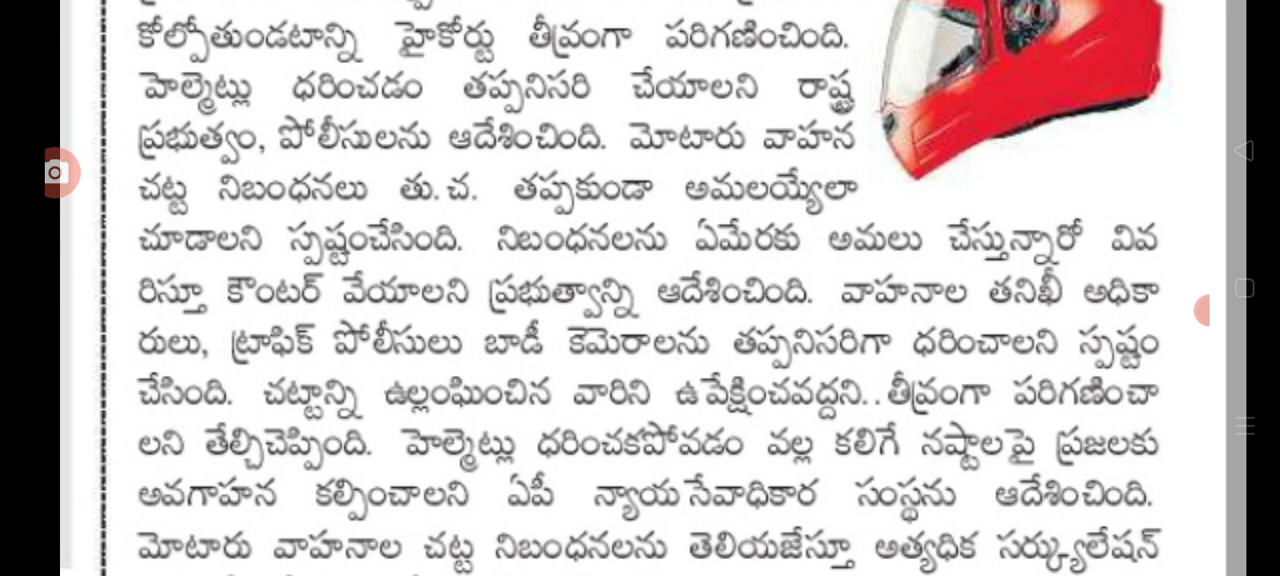 కోల్పోతుండటాన్ని హైకోర్టు తీవ్రంగా పరిగణించింది.
హెల్మెట్లు ధరించడం తప్పనిసరి చేయాలని రాష్ట్ర
ప్రభుత్వం, పోలీసులను ఆదేశించింది. మోటారు వాహన
చట్ట నిబంధనలు తు.చ. తప్పకుండా అమలయ్యేలా
చూడాలని స్పష్టంచేసింది. నిబంధనలను ఏమేరకు అమలు చేస్తున్నారో వివ
రిస్తూ కౌంటర్ వేయాలని ప్రభుత్వాన్ని ఆదేశించింది. వాహనాల తనిఖీ అధికా
రులు, ట్రాఫిక్ పోలీసులు బాడీ కెమెరాలను తప్పనిసరిగా ధరించాలని స్పష్టం
చేసింది. చట్టాన్ని ఉల్లంఘించిన వారిని ఉపేక్షించవద్దని..తీవ్రంగా పరిగణించా
లని తేల్చిచెప్పింది. హెల్మెట్లు ధరించకపోవడం వల్ల కలిగే నష్టాలపై ప్రజలకు
అవగాహన కల్పించాలని ఏపీ న్యాయసేవాధికార సంస్థను ఆదేశించింది.
మోటారు వాహనాల చట్ట నిబంధనలను తెలియజేస్తూ అత్యధిక సర్క్యులేషన్